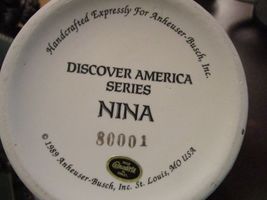 Handcrafted Expressly For Anheuser-Busch, Inc.
DISCOVER AMERICA
SERIES
NINA
80001
© 1989 Anheuser-Busch, Inc. St. Louis, MO USA